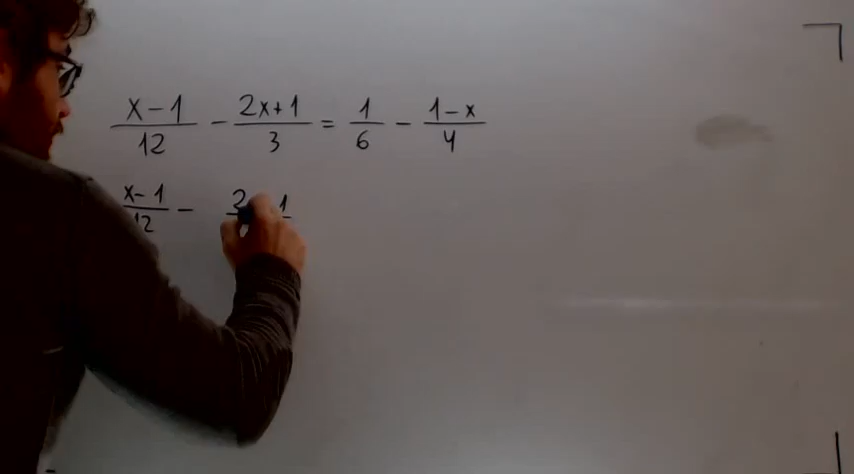 x-1/12 - 2x+1/3 = 1/6 - 1-x/4
x-1/12 - 2 1